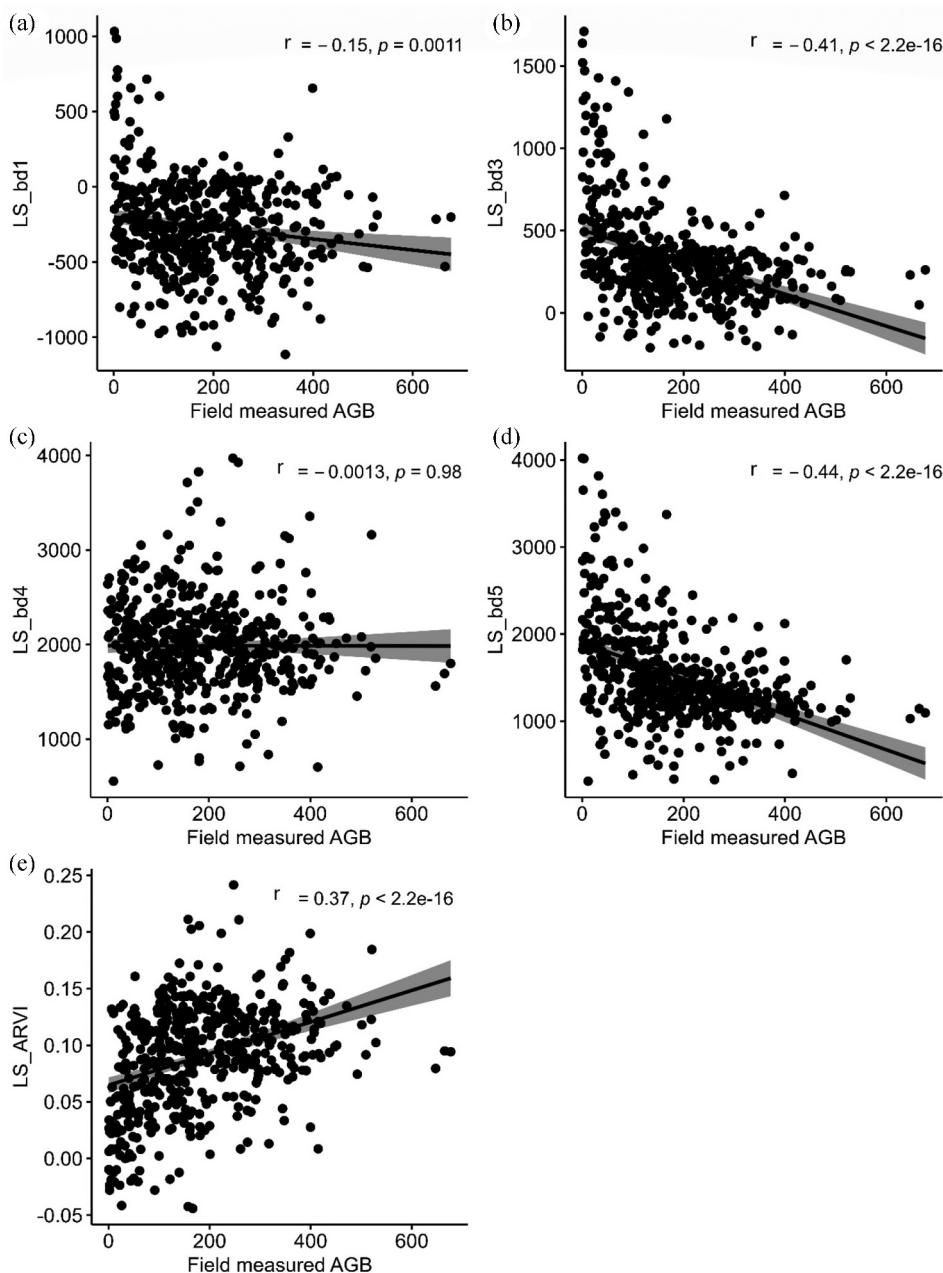 (a)
r = −0.15, p = 0.0011
LS_bd1
1000
500
0
-500
-1000
0 200 400 600
Field measured AGB
(b)
r = −0.41, p < 2.2e-16
LS_bd3
1500
1000
500
0
0 200 400 600
Field measured AGB
(c)
r = −0.0013, p = 0.98
LS_bd4
4000
3000
2000
1000
0 200 400 600
Field measured AGB
(d)
r = −0.44, p < 2.2e-16
LS_bd5
4000
3000
2000
1000
0 200 400 600
Field measured AGB
(e)
r = 0.37, p < 2.2e-16
LS_ARVI
0.25
0.20
0.15
0.10
0.05
0.00
-0.05
0 200 400 600
Field measured AGB